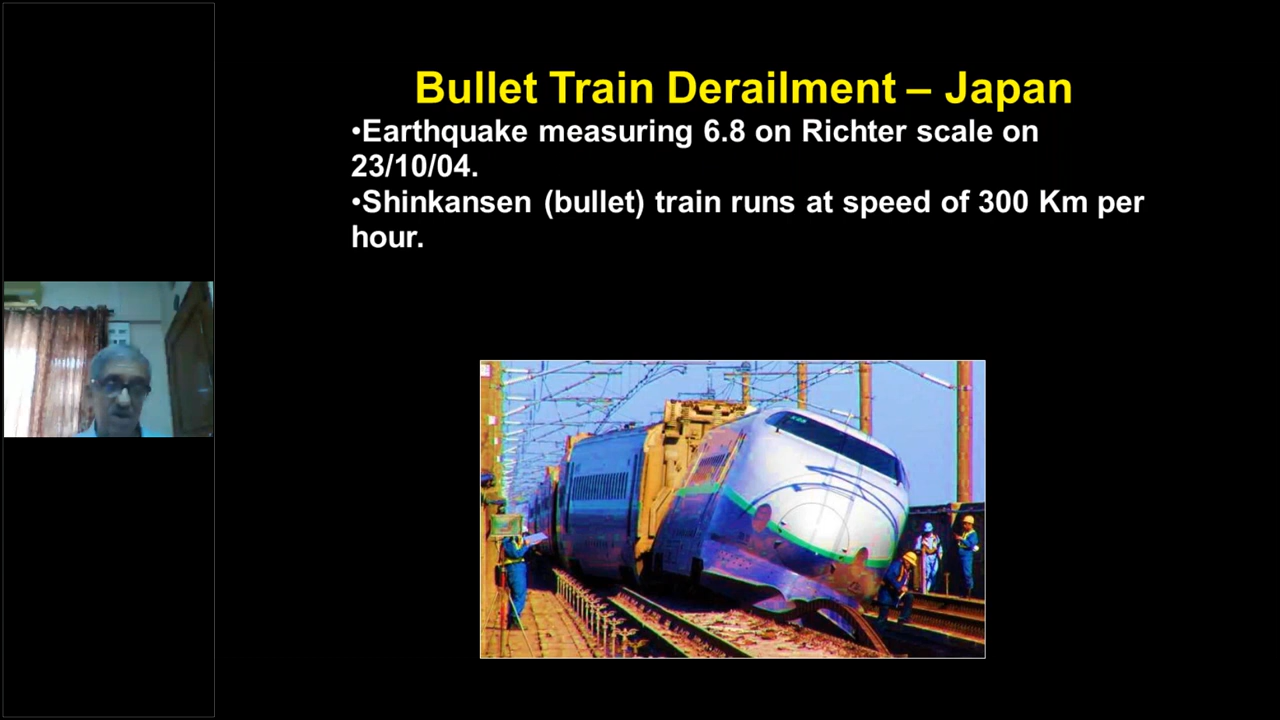 Bullet Train Derailment – Japan
•Earthquake measuring 6.8 on Richter scale on
23/10/04.
•Shinkansen (bullet) train runs at speed of 300 Km per
hour.